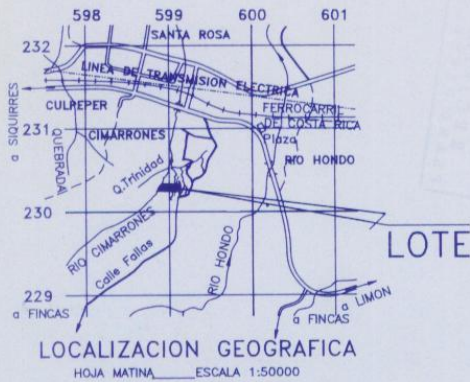 598 599 600 601
232
SANTA ROSA
LINEA DE TRANSMISION ELECTRICA
CULPEPER
FERROCARRIL
DE COSTA RICA
a SIQUIRRES
231
CIMARRONES
Plaza
QUEBRADA
RIO HONDO
Q.Trinidad
230
RIO CIMARRONES
LOTE
Calle Fallas
RIO HONDO
229
a FINCAS
a LIMON
a FINCAS
LOCALIZACION GEOGRAFICA
HOJA MATINA ESCALA 1:50000